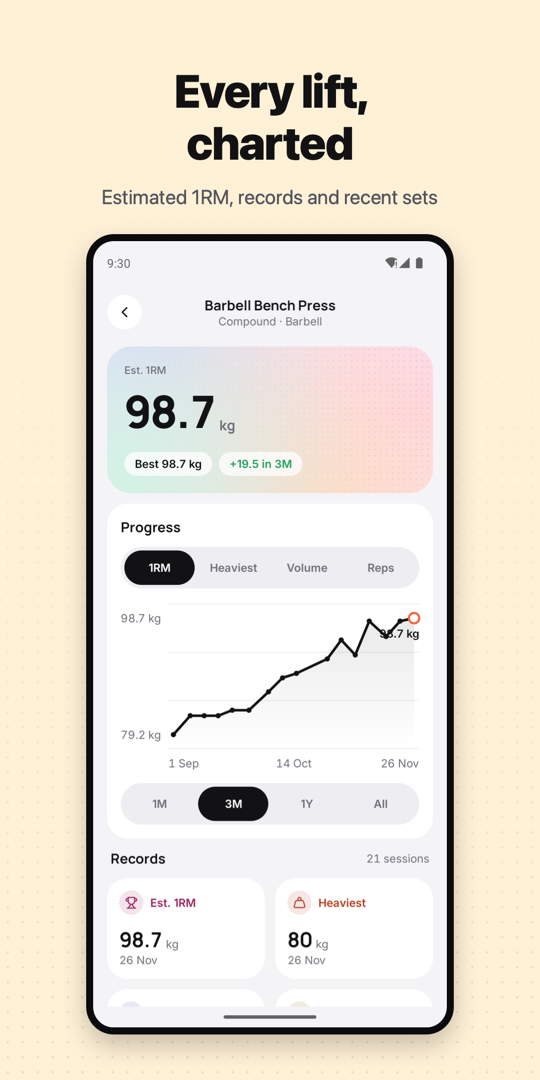 Every lift,
charted
Estimated 1RM, records and recent sets
9:30
Barbell Bench Press
Compound · Barbell
Est. 1RM
98.7 kg
Best 98.7 kg
+19.5 in 3M
Progress
1RM Heaviest Volume Reps
98.7 kg
98.7 kg
79.2 kg
1 Sep 14 Oct 26 Nov
1M 3M 1Y All
Records 21 sessions
Est. 1RM
98.7 kg
26 Nov
Heaviest
80 kg
26 Nov